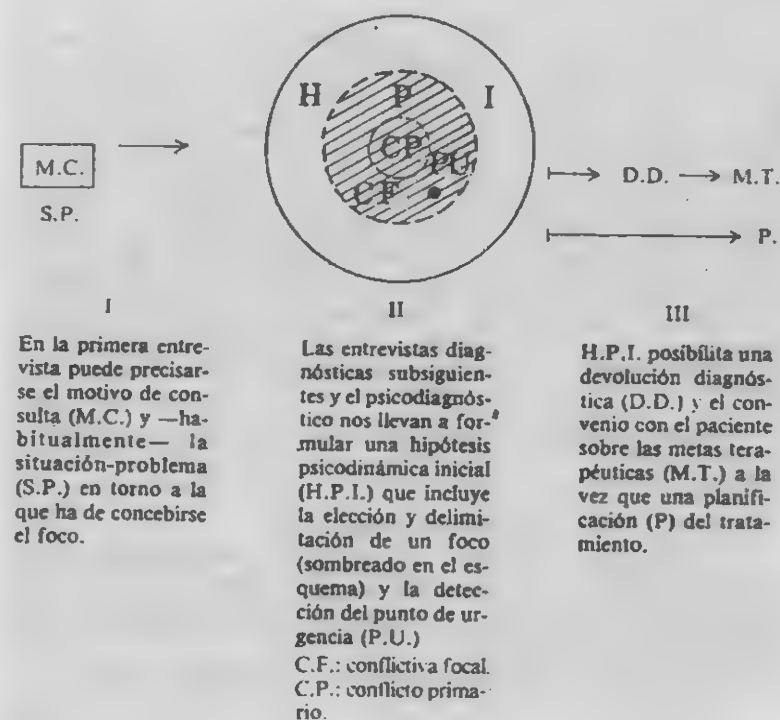 H P I
M.C.
CP
PU
D.D. M.T.
S.P.
CF
P.
I
En la primera entre-
vista puede precisar-
se el motivo de con-
sulta (M.C.) y —ha-
bitualmente— la
situación-problema
(S.P.) en torno a la
que ha de concebirse
el foco.
II
Las entrevistas diag-
nósticas subsiguien-
tes y el psicodiagnós-
tico nos llevan a for-
mular una hipótesis
psicodinámica inicial
(H.P.I.) que incluye
la elección y delimi-
tación de un foco
(sombreado en el es-
quema) y la detec-
ción del punto de ur-
gencia (P.U.)
C.F.: conflictiva focal.
C.P.: conflicto prima-
rio.
III
H.P.I. posibilita una
devolución diagnós-
tica (D.D.) y el con-
venio con el paciente
sobre las metas tera-
péuticas (M.T.) a la
vez que una planifi-
cación (P) del trata-
miento.